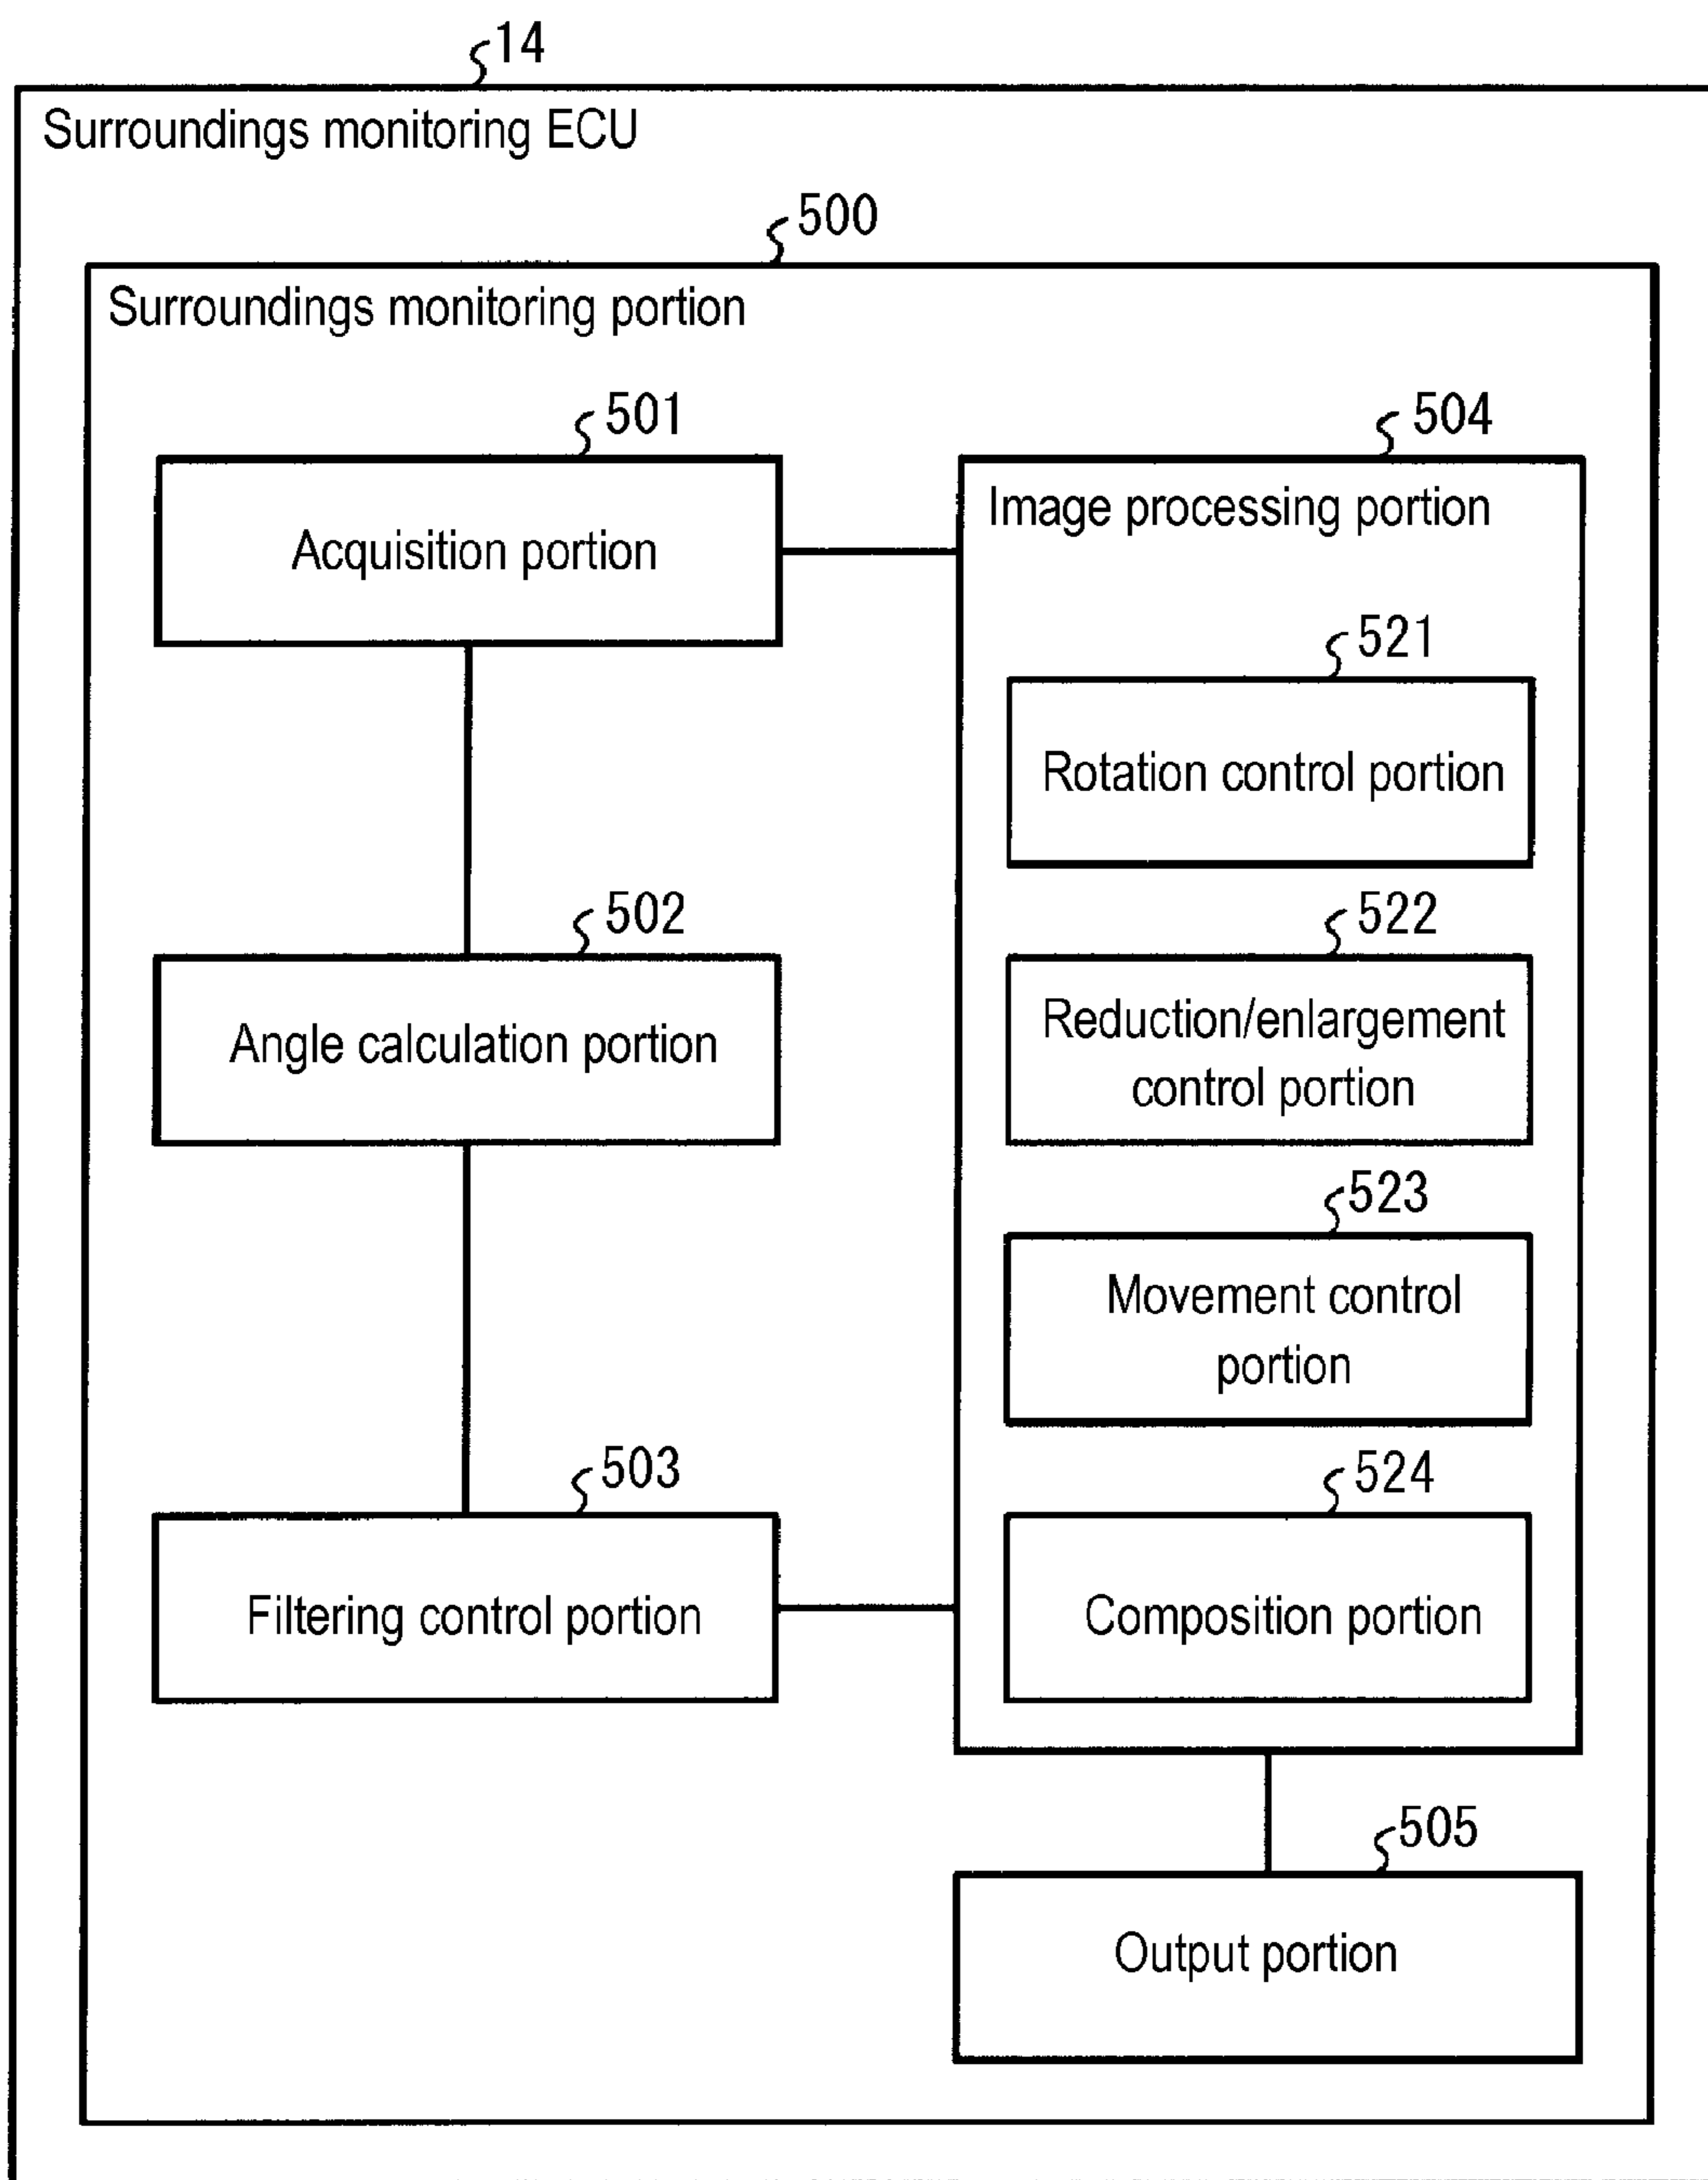 14
Surroundings monitoring ECU
500
Surroundings monitoring portion
501
Acquisition portion
502
Angle calculation portion
503
Filtering control portion
504
Image processing portion
521
Rotation control portion
522
Reduction/enlargement
control portion
523
Movement control
portion
524
Composition portion
505
Output portion